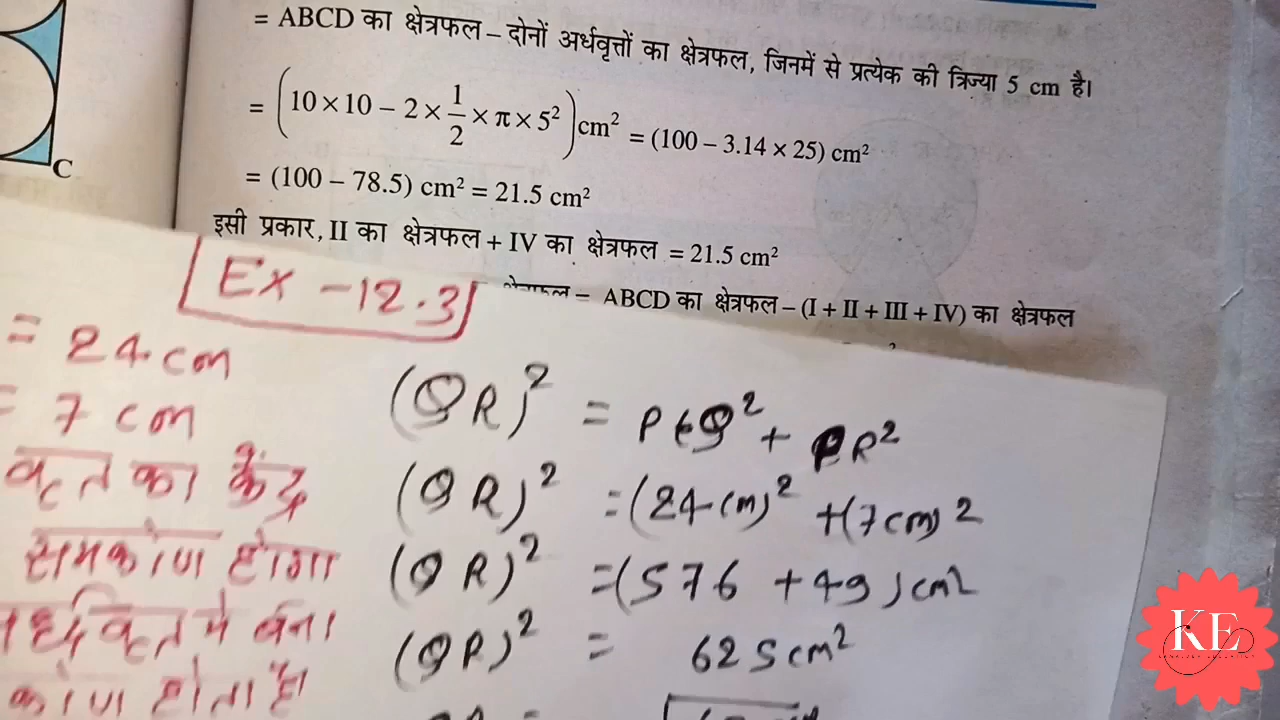 = ABCD का क्षेत्रफल – दोनों अर्धवृत्तों का क्षेत्रफल, जिनमें से प्रत्येक की त्रिज्या 5 cm है।
= (10 × 10 – 2 × 1/2 × π × 5²) cm² = (100 – 3.14 × 25) cm²
C
= (100 – 78.5) cm² = 21.5 cm²
इसी प्रकार, II का क्षेत्रफल + IV का क्षेत्रफल = 21.5 cm²
क्षेत्रफल = ABCD का क्षेत्रफल – (I + II + III + IV) का क्षेत्रफल
Ex - 12.3
= 24 cm
= 7 cm
वृत का केंद्र
समकोण होगा
र्धवृत मे बना
कोण होता है।
(QR)² = PQ² + PR²
(QR)² = (24 cm)² + (7 cm)²
(QR)² = (576 + 49) cm²
(QR)² = 625 cm²
KE